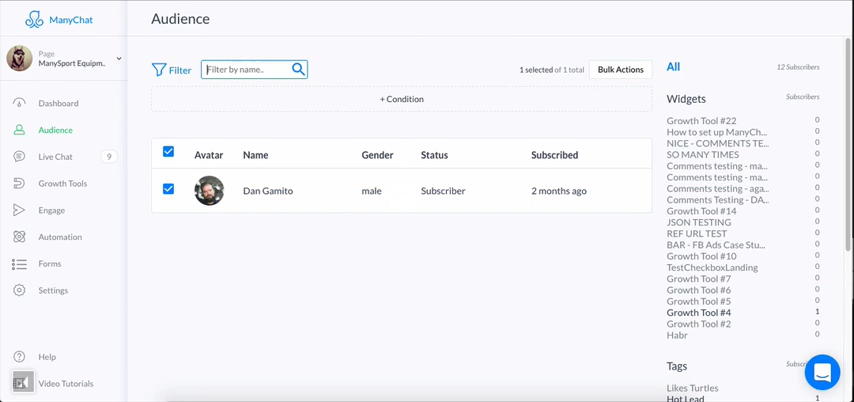 ManyChat
Audience
Page
ManySport Equipm..
Filter
Filter by name..
1 selected of 1 total
Bulk Actions
All
12 Subscribers
+ Condition
Dashboard
Audience
Live Chat
9
Growth Tools
Engage
Automation
Forms
Settings
Help
Video Tutorials
Avatar
Name
Gender
Status
Subscribed
Dan Gamito
male
Subscriber
2 months ago
Widgets
Subscribers
Growth Tool #22 0
How to set up ManyCh... 0
NICE - COMMENTS TE... 0
SO MANY TIMES 0
Comments testing - ma... 0
Comments testing - ma... 0
Comments testing - aga... 0
Comments Testing - DA... 0
Growth Tool #14 0
JSON TESTING 0
REF URL TEST 0
BAR - FB Ads Case Stu... 0
Growth Tool #10 0
TestCheckboxLanding 0
Growth Tool #7 0
Growth Tool #6 0
Growth Tool #5 0
Growth Tool #4 1
Growth Tool #2 0
Habr 0
Tags
Likes Turtles
Hot Lead 1